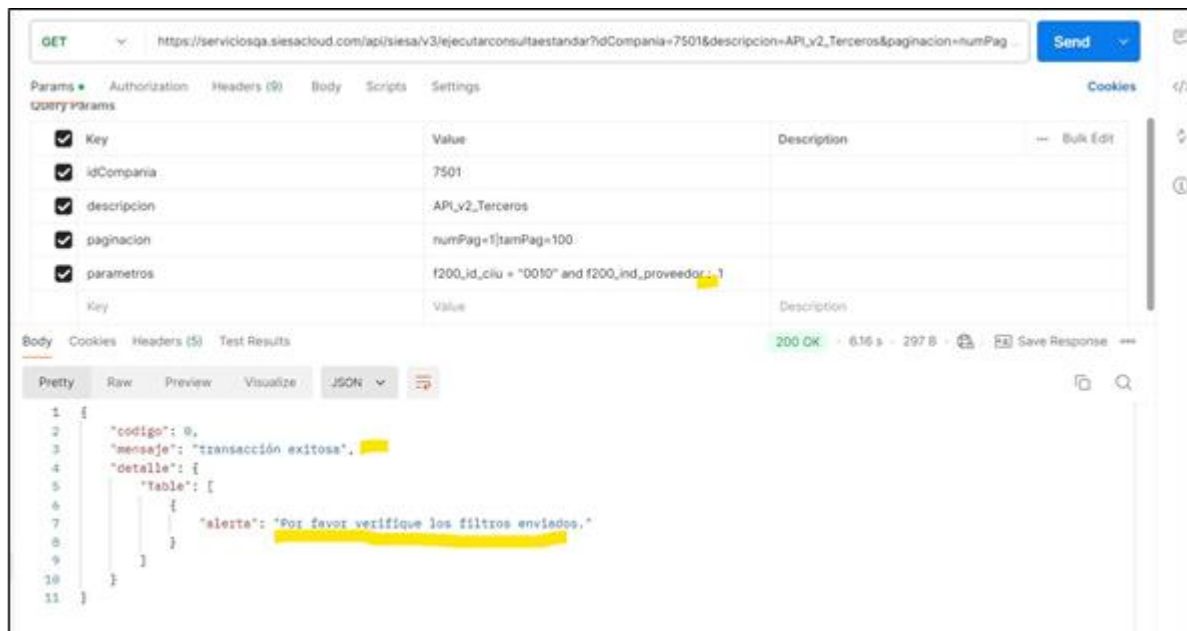 GET https://serviciosqa.siesacloud.com/api/siesa/v3/ejecutarconsultaestandar?idCompania=7501&descripcion=API_v2_Terceros&paginacion=numPag ... Send
Params Authorization Headers (9) Body Scripts Settings Cookies
Query Params
Key Value Description ... Bulk Edit
idCompania 7501
descripcion API_v2_Terceros
paginacion numPag=1|tamPag=100
parametros f200_id_ciiu = "0010" and f200_ind_proveedor : 1
Key Value Description
Body Cookies Headers (5) Test Results 200 OK 6.16 s 297 B Save Response ...
Pretty Raw Preview Visualize JSON
1 {
2 "codigo": 0,
3 "mensaje": "transacción exitosa",
4 "detalle": {
5 "Table": [
6 {
7 "alerta": "Por favor verifique los filtros enviados."
8 }
9 ]
10 }
11 }